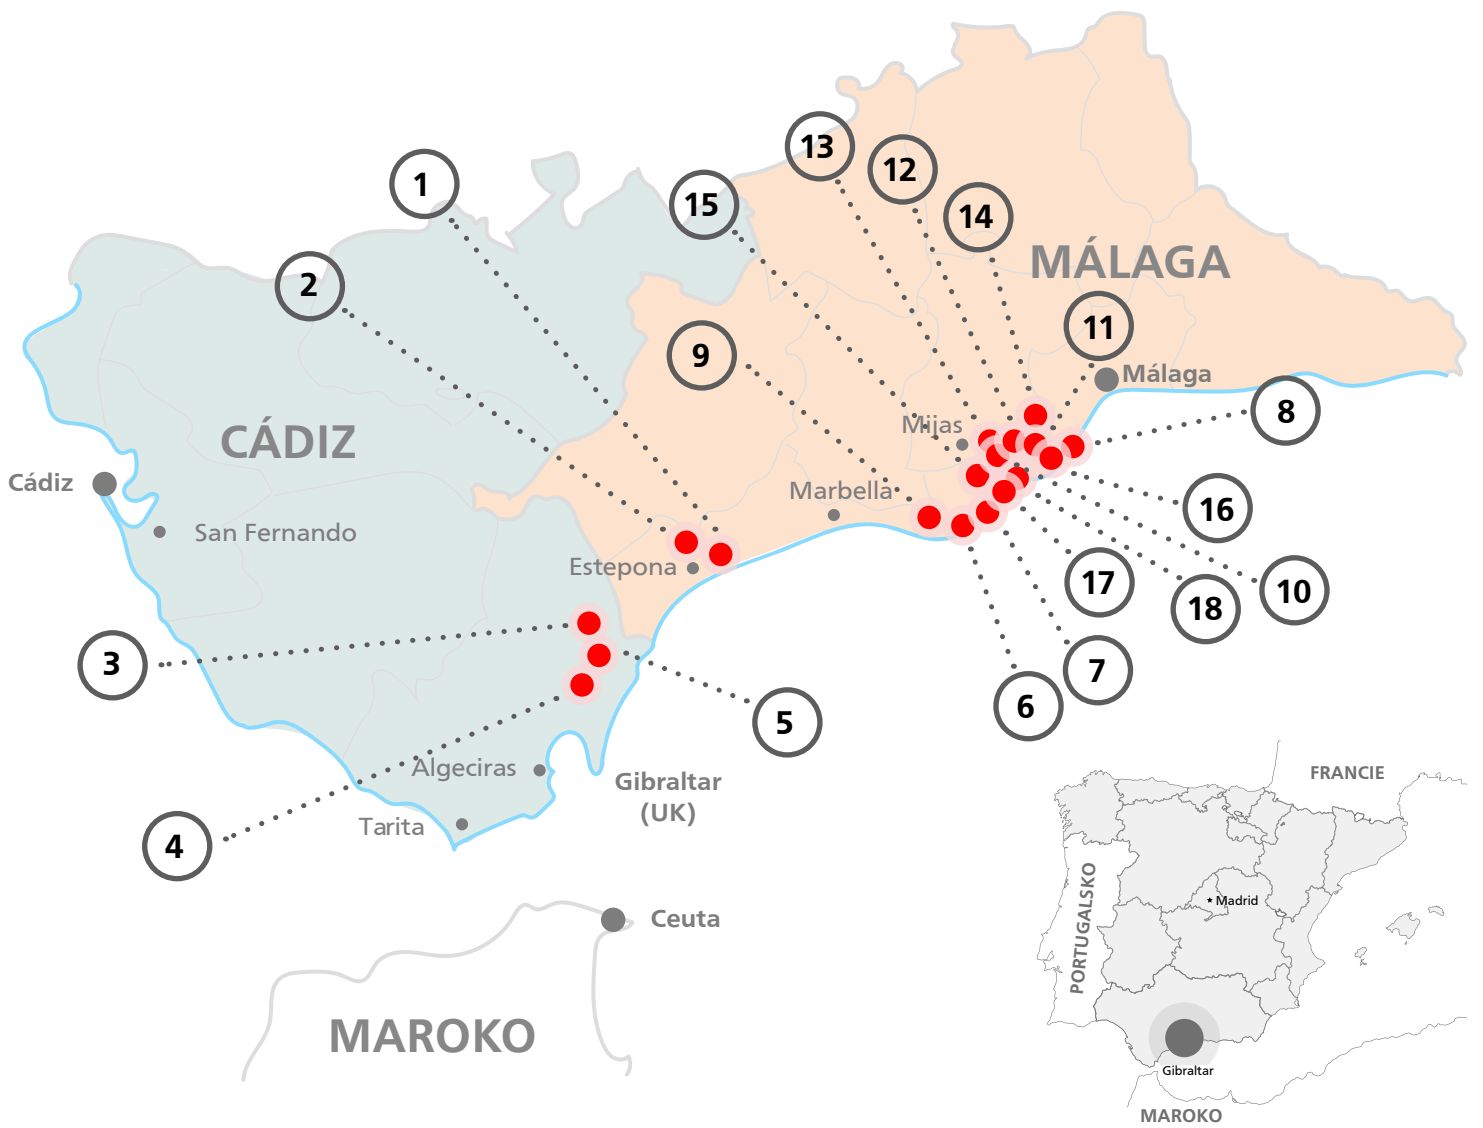 13
12
1
15
14
MÁLAGA
2
11
9
Málaga
8
Mijas
CÁDIZ
Cádiz
Marbella
16
San Fernando
Estepona
17
10
18
3
7
6
5
Algeciras
Gibraltar
(UK)
Tarita
4
FRANCIE
PORTUGALSKO
Madrid
Ceuta
MAROKO
Gibraltar
MAROKO